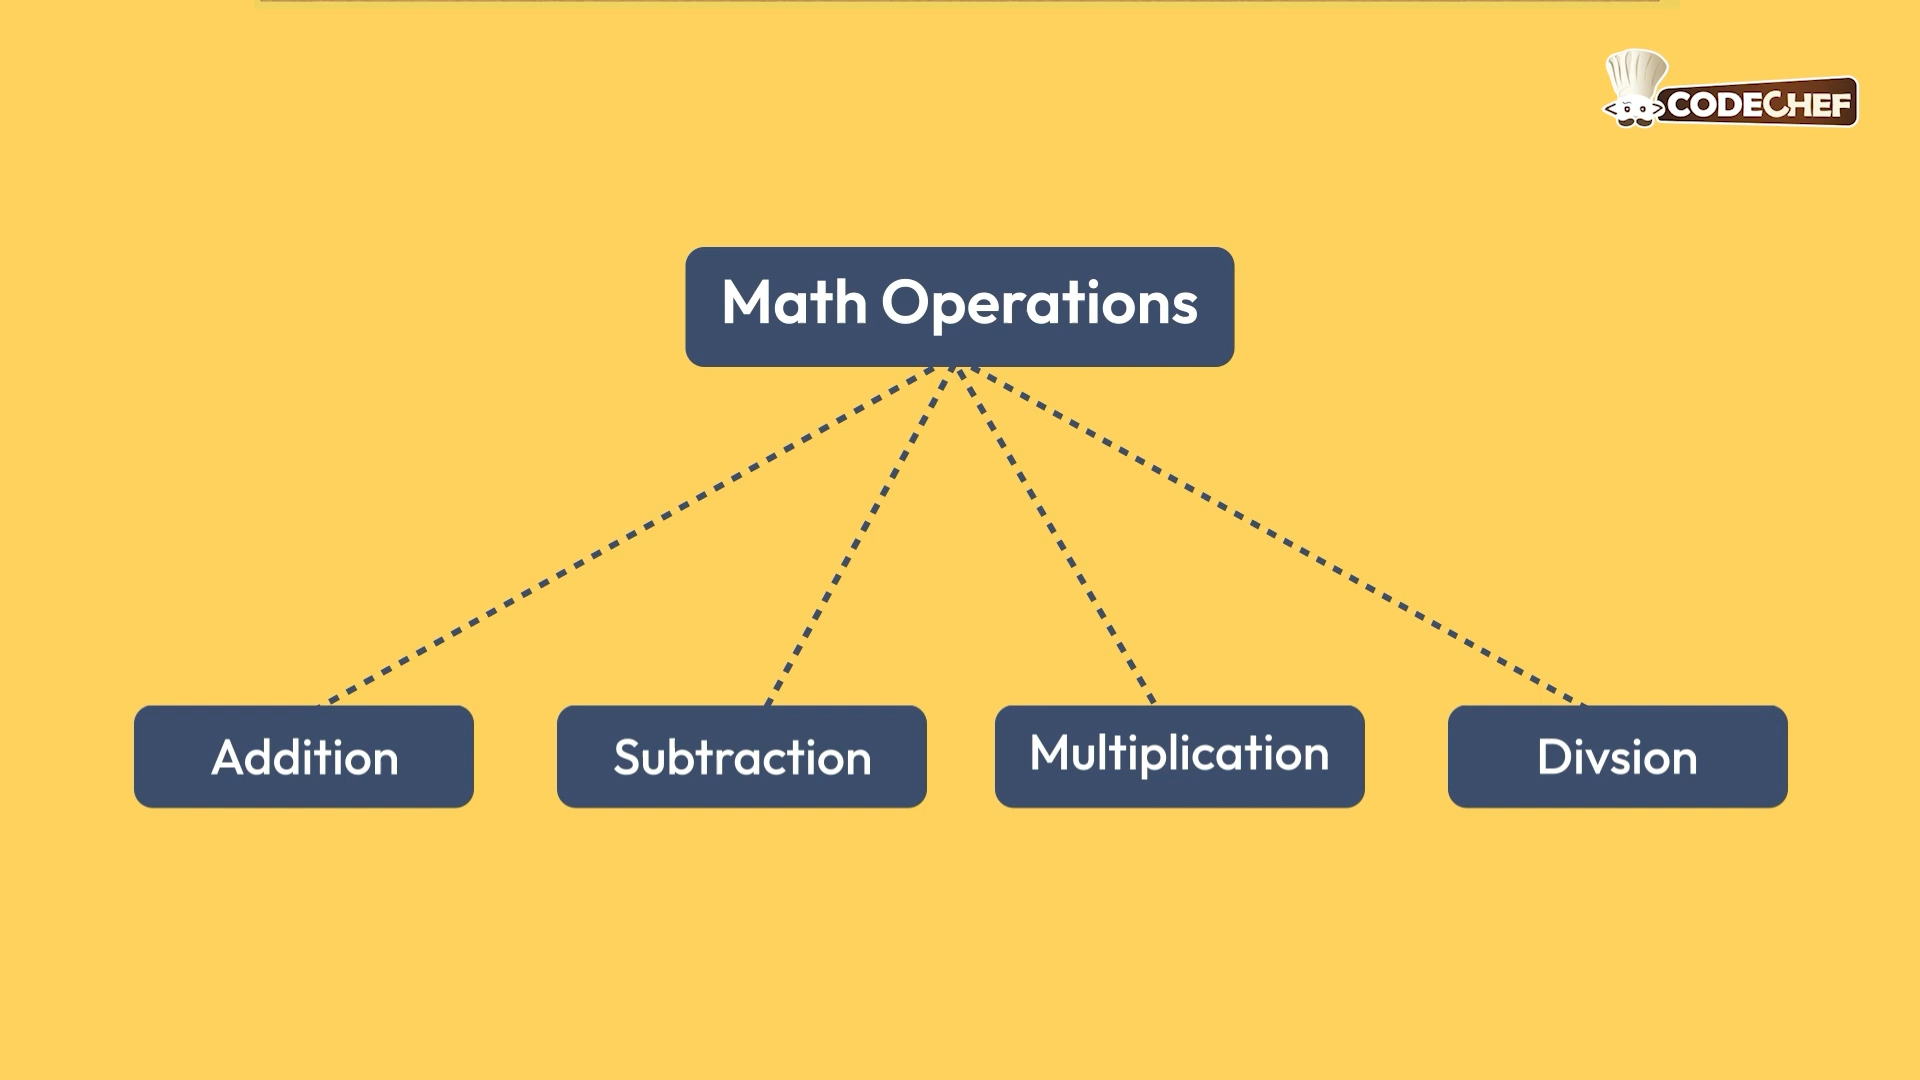 CODECHEF
Math Operations
Addition
Subtraction
Multiplication
Divsion